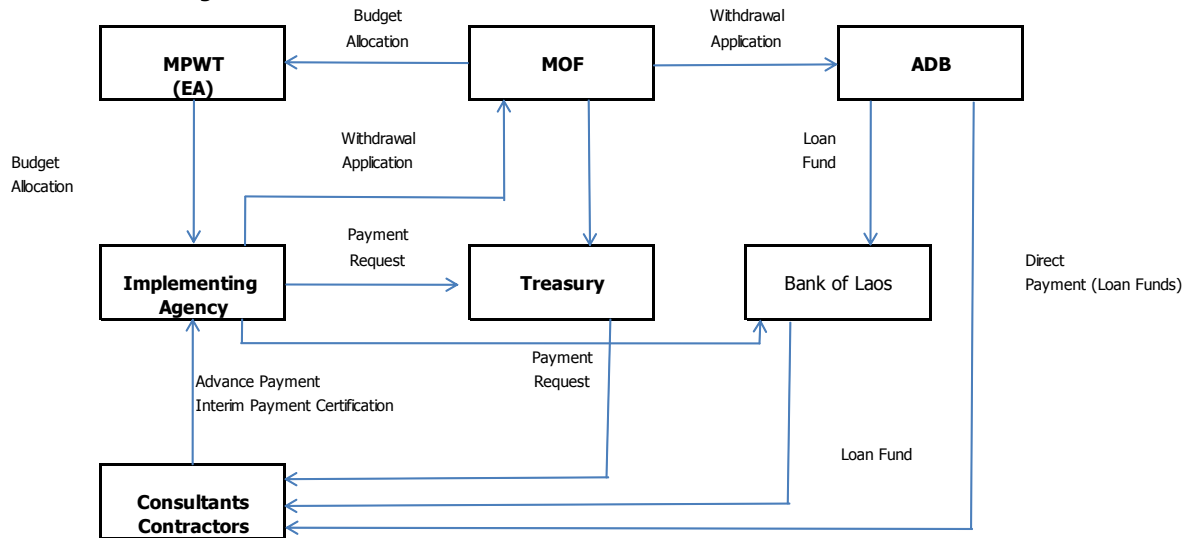 Budget
Allocation
Withdrawal
Application
MPWT
(EA)
MOF
ADB
Budget
Allocation
Withdrawal
Application
Loan
Fund
Payment
Request
Implementing
Agency
Treasury
Bank of Laos
Direct
Payment (Loan Funds)
Payment
Request
Advance Payment
Interim Payment Certification
Loan Fund
Consultants
Contractors